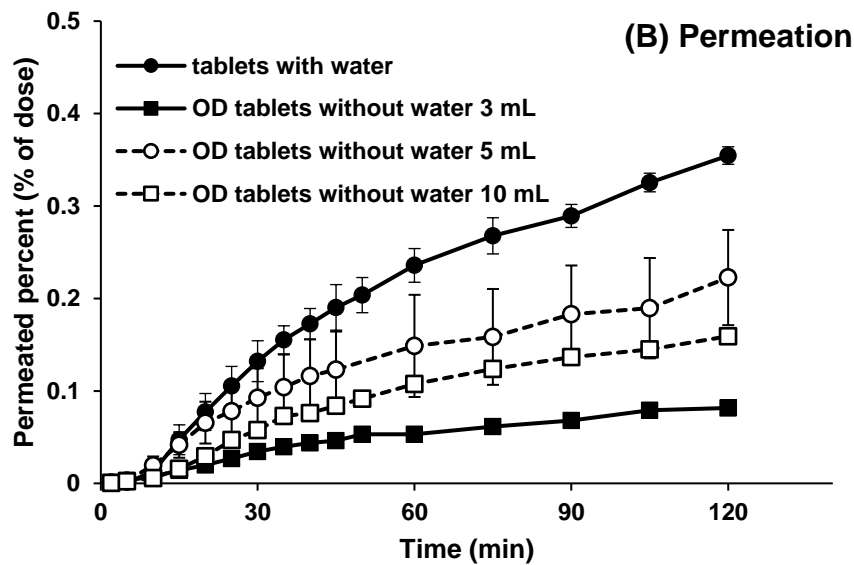 (B) Permeation
Permeated percent (% of dose)
0.5
0.4
0.3
0.2
0.1
0
tablets with water
OD tablets without water 3 mL
OD tablets without water 5 mL
OD tablets without water 10 mL
0 30 60 90 120
Time (min)